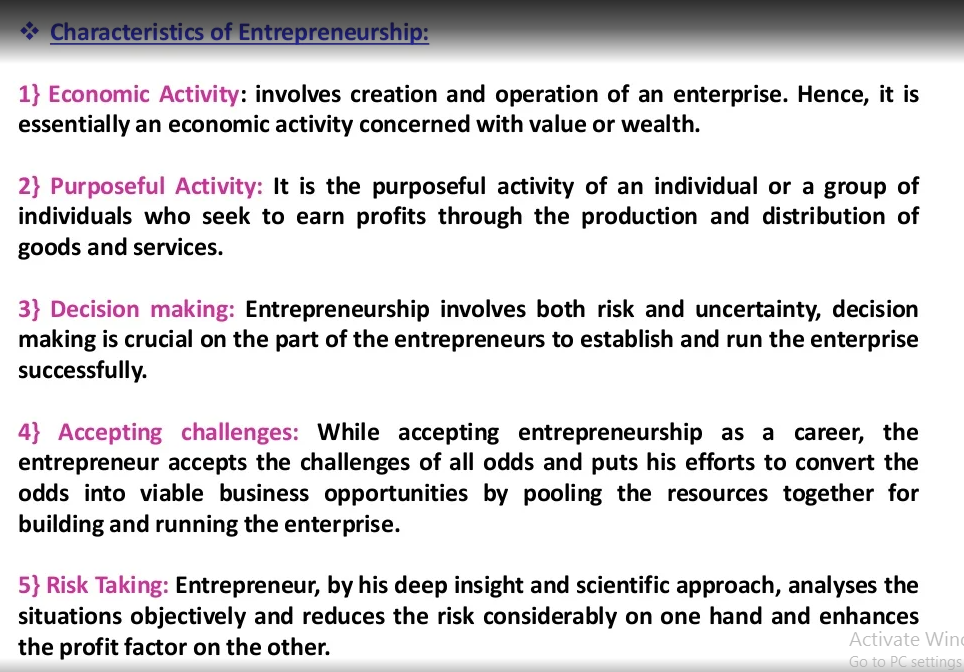 ❖ Characteristics of Entrepreneurship:
1} Economic Activity: involves creation and operation of an enterprise. Hence, it is
essentially an economic activity concerned with value or wealth.
2} Purposeful Activity: It is the purposeful activity of an individual or a group of
individuals who seek to earn profits through the production and distribution of
goods and services.
3} Decision making: Entrepreneurship involves both risk and uncertainty, decision
making is crucial on the part of the entrepreneurs to establish and run the enterprise
successfully.
4} Accepting challenges: While accepting entrepreneurship as a career, the
entrepreneur accepts the challenges of all odds and puts his efforts to convert the
odds into viable business opportunities by pooling the resources together for
building and running the enterprise.
5} Risk Taking: Entrepreneur, by his deep insight and scientific approach, analyses the
situations objectively and reduces the risk considerably on one hand and enhances
the profit factor on the other.
Activate Win
Go to PC settings